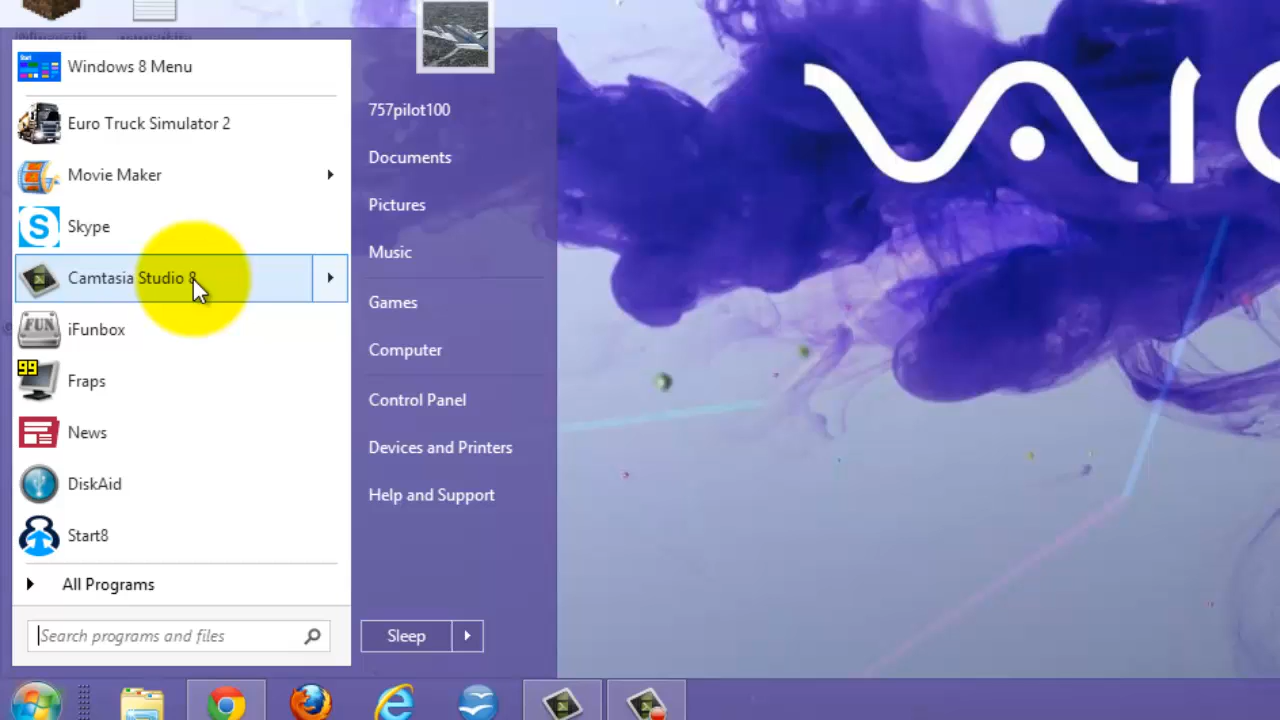 Windows 8 Menu
Euro Truck Simulator 2
Movie Maker
Skype
Camtasia Studio 8
iFunbox
FUN
Fraps
99
News
DiskAid
Start8
All Programs
Search programs and files
757pilot100
Documents
Pictures
Music
Games
Computer
Control Panel
Devices and Printers
Help and Support
Sleep